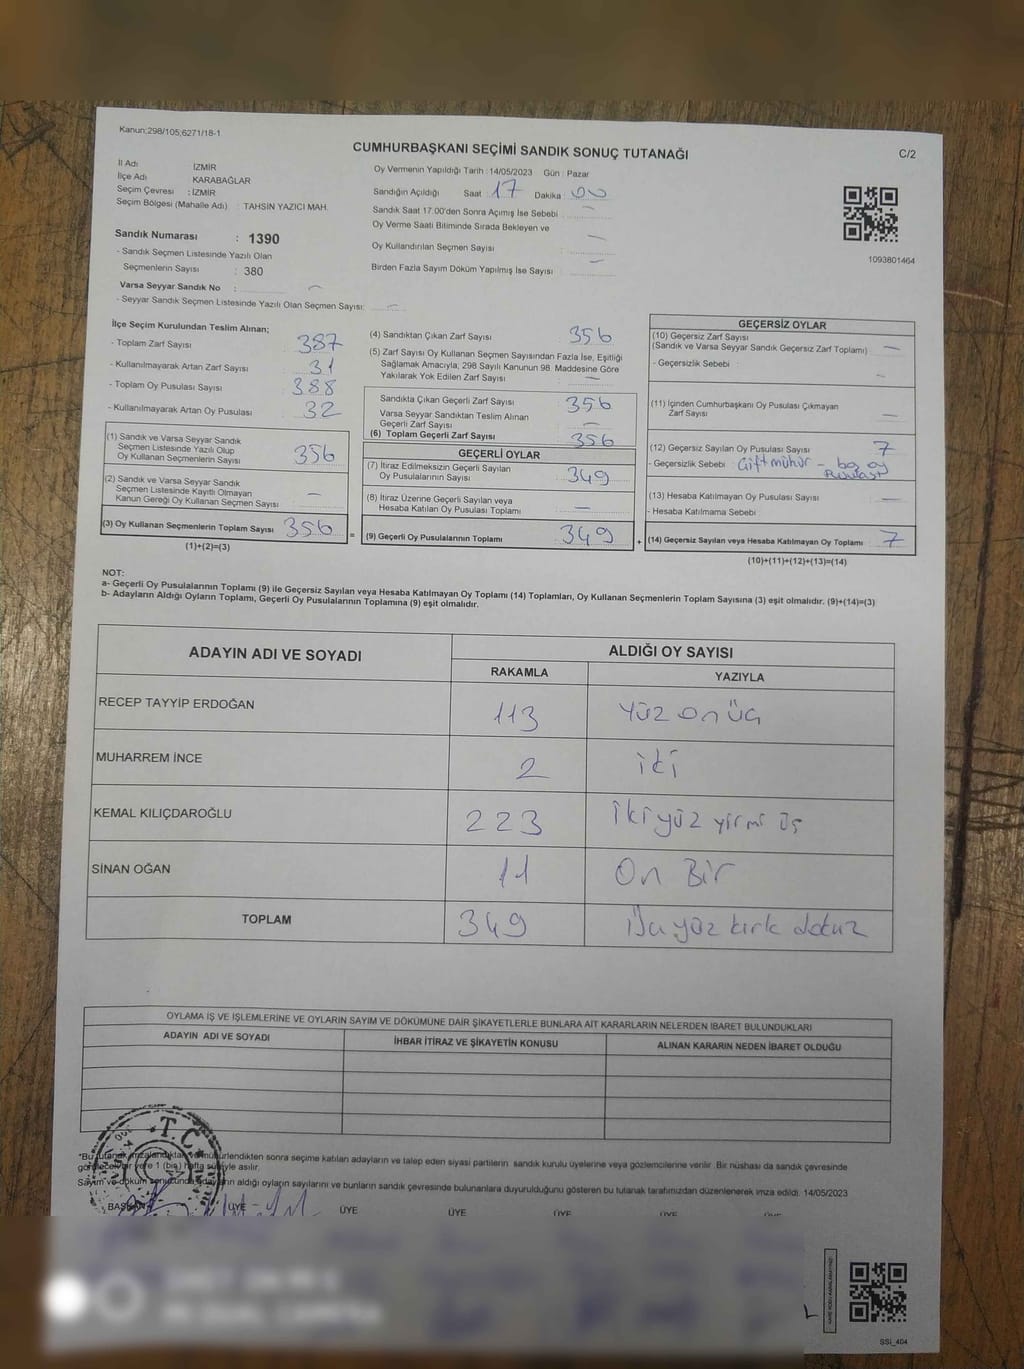 Kanun;298/105;6271/18-1
CUMHURBAŞKANI SEÇİMİ SANDIK SONUÇ TUTANAĞI
C/2
İl Adı İZMİR
İlçe Adı KARABAĞLAR
Seçim Çevresi : İZMİR
Seçim Bölgesi (Mahalle Adı) : TAHSİN YAZICI MAH.
Sandık Numarası : 1390
- Sandık Seçmen Listesinde Yazılı Olan
Seçmenlerin Sayısı : 380
Varsa Seyyar Sandık No :
- Seyyar Sandık Seçmen Listesinde Yazılı Olan Seçmen Sayısı:
Oy Vermenin Yapıldığı Tarih : 14/05/2023 Gün : Pazar
Sandığın Açıldığı Saat : 17 Dakika : 00
Sandık Saat 17.00'den Sonra Açımış İse Sebebi :
Oy Verme Saati Bitiminde Sırada Bekleyen ve
Oy Kullandırılan Seçmen Sayısı :
Birden Fazla Sayım Döküm Yapılmış İse Sayısı :
1093801464
İlçe Seçim Kurulundan Teslim Alınan;
- Toplam Zarf Sayısı 387
- Kullanılmayarak Artan Zarf Sayısı 31
- Toplam Oy Pusulası Sayısı 388
- Kullanılmayarak Artan Oy Pusulası 32
(1) Sandık ve Varsa Seyyar Sandık
Seçmen Listesinde Yazılı Olup
Oy Kullanan Seçmenlerin Sayısı 356
(2) Sandık ve Varsa Seyyar Sandık
Seçmen Listesinde Kayıtlı Olmayan
Kanun Gereği Oy Kullanan Seçmen Sayısı –
(3) Oy Kullanan Seçmenlerin Toplam Sayısı 356
(1)+(2)=(3)
=
(4) Sandıktan Çıkan Zarf Sayısı 356
(5) Zarf Sayısı Oy Kullanan Seçmen Sayısından Fazla İse, Eşitliği
Sağlamak Amacıyla, 298 Sayılı Kanunun 98. Maddesine Göre
Yakılarak Yok Edilen Zarf Sayısı –
Sandıkta Çıkan Geçerli Zarf Sayısı 356
Varsa Seyyar Sandıktan Teslim Alınan
Geçerli Zarf Sayısı –
(6) Toplam Geçerli Zarf Sayısı 356
GEÇERLİ OYLAR
(7) İtiraz Edilmeksizin Geçerli Sayılan
Oy Pusulalarının Sayısı 349
(8) İtiraz Üzerine Geçerli Sayılan veya
Hesaba Katılan Oy Pusulası Toplamı –
(9) Geçerli Oy Pusulalarının Toplamı 349
+
GEÇERSİZ OYLAR
(10) Geçersiz Zarf Sayısı
(Sandık ve Varsa Seyyar Sandık Geçersiz Zarf Toplamı) –
- Geçersizlik Sebebi : –
(11) İçinden Cumhurbaşkanı Oy Pusulası Çıkmayan
Zarf Sayısı –
(12) Geçersiz Sayılan Oy Pusulası Sayısı 7
- Geçersizlik Sebebi Çift mühür – boş oy
(13) Hesaba Katılmayan Oy Pusulası Sayısı –
- Hesaba Katılmama Sebebi
(14) Geçersiz Sayılan veya Hesaba Katılmayan Oy Toplamı 7
(10)+(11)+(12)+(13)=(14)
NOT:
a- Geçerli Oy Pusulalarının Toplamı (9) ile Geçersiz Sayılan veya Hesaba Katılmayan Oy Toplamı (14) Toplamları, Oy Kullanan Seçmenlerin Toplam Sayısına (3) eşit olmalıdır. (9)+(14)=(3)
b- Adayların Aldığı Oyların Toplamı, Geçerli Oy Pusulalarının Toplamına (9) eşit olmalıdır.
ADAYIN ADI VE SOYADI
ALDIĞI OY SAYISI
RAKAMLA YAZIYLA
RECEP TAYYİP ERDOĞAN 113 Yüz on üç
MUHARREM İNCE 2 iki
KEMAL KILIÇDAROĞLU 223 İkiyüz yirmi üç
SİNAN OĞAN 11 On Bir
TOPLAM 349 Üçyüz kırk dokuz
OYLAMA İŞ VE İŞLEMLERİNE VE OYLARIN SAYIM VE DÖKÜMÜNE DAİR ŞİKAYETLERLE BUNLARA AİT KARARLARIN NELERDEN İBARET BULUNDUKLARI
ADAYIN ADI VE SOYADI İHBAR İTİRAZ VE ŞİKAYETİN KONUSU ALINAN KARARIN NEDEN İBARET OLDUĞU
T.C.
seçime katılan adayların ve talep eden siyasi partilerin sandık kurulu üyelerine veya gözlemcilerine verilir. Bir nüshası da sandık çevresinde
1 (bir) hafta süreyle asılır.
aldığı oyların sayılarını ve bunların sandık çevresinde bulunanlara duyurulduğunu gösteren bu tutanak tarafımızdan düzenlenerek imza edildi. 14/05/2023
BAŞKAN ÜYE ÜYE ÜYE ÜYE ÜYE
SSİ_404